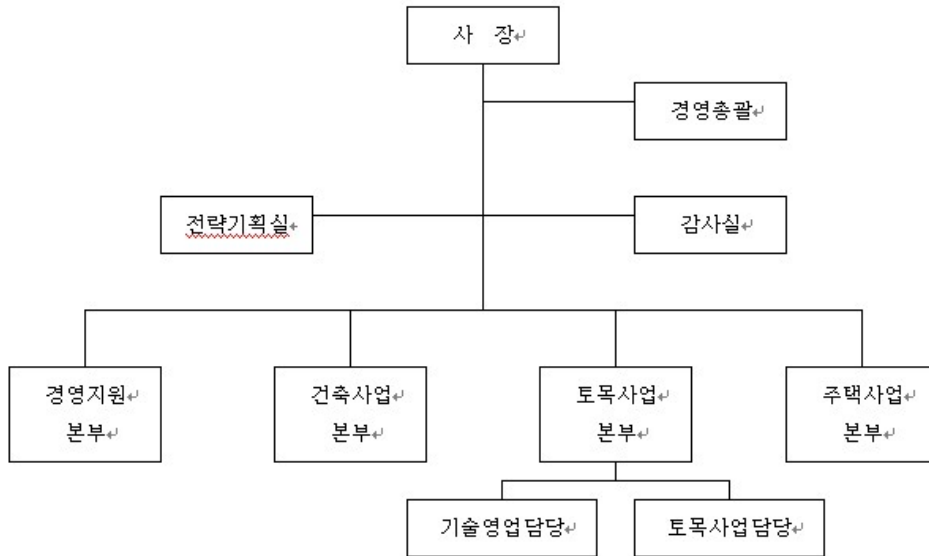 사 장
경영총괄
전략기획실
감사실
경영지원
본부
건축사업
본부
토목사업
본부
주택사업
본부
기술영업담당
토목사업담당